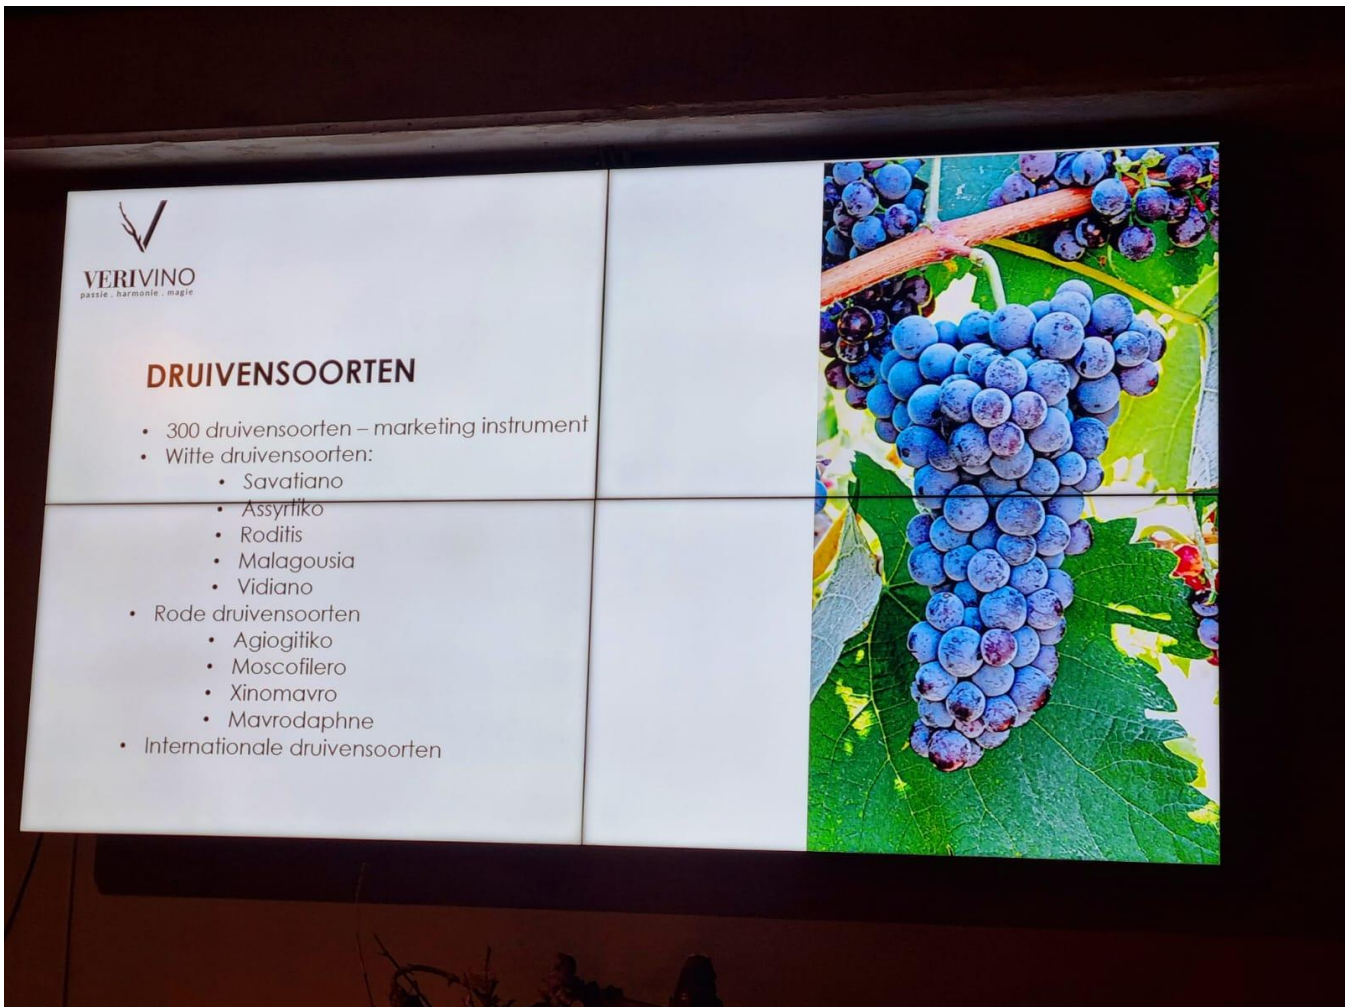 VERIVINO
passie . harmonie . magie
DRUIVENSOORTEN
• 300 druivensoorten – marketing instrument
• Witte druivensoorten:
• Savatiano
• Assyrtiko
• Roditis
• Malagousia
• Vidiano
• Rode druivensoorten
• Agiogitiko
• Moscofilero
• Xinomavro
• Mavrodaphne
• Internationale druivensoorten